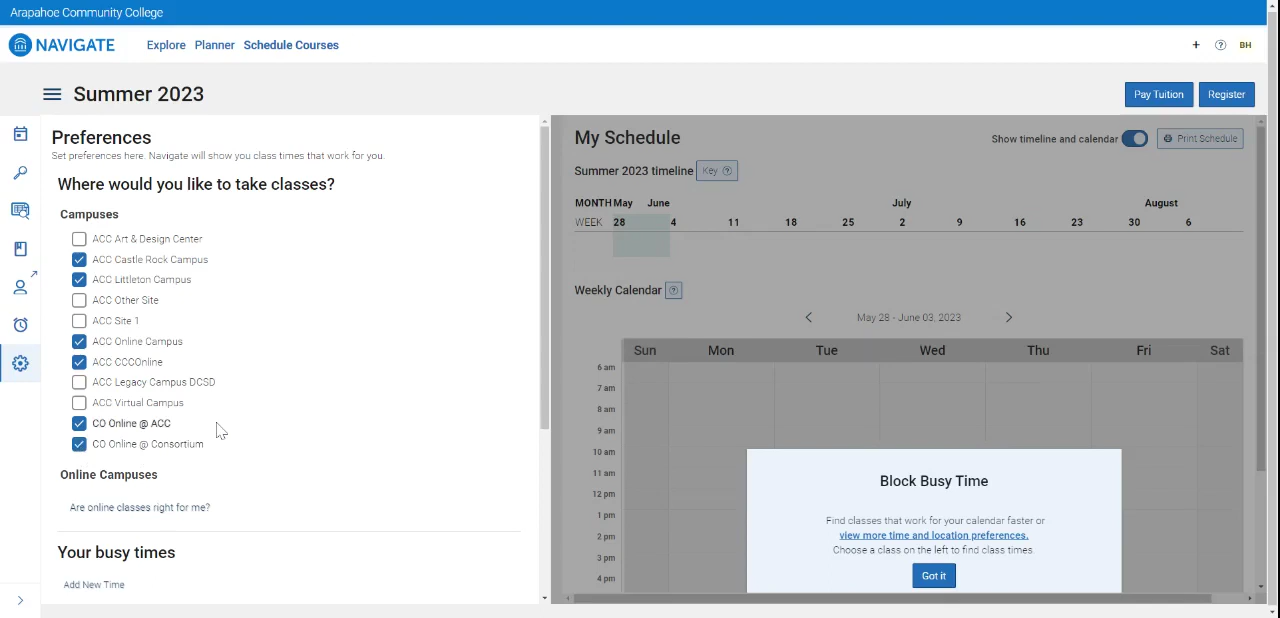 Arapahoe Community College
NAVIGATE
Explore Planner Schedule Courses
+ ? BH
Summer 2023
Pay Tuition Register
Preferences
Set preferences here. Navigate will show you class times that work for you.
Where would you like to take classes?
Campuses
ACC Art & Design Center
ACC Castle Rock Campus
ACC Littleton Campus
ACC Other Site
ACC Site 1
ACC Online Campus
ACC CCCOnline
ACC Legacy Campus DCSD
ACC Virtual Campus
CO Online @ ACC
CO Online @ Consortium
Online Campuses
Are online classes right for me?
Your busy times
Add New Time
My Schedule
Show timeline and calendar
Print Schedule
Summer 2023 timeline
Key ?
MONTH May June July August
WEEK 28 4 11 18 25 2 9 16 23 30 6
Weekly Calendar ?
May 28 - June 03, 2023
Sun Mon Tue Wed Thu Fri Sat
6 am
7 am
8 am
9 am
10 am
11 am
12 pm
1 pm
2 pm
3 pm
4 pm
Block Busy Time
Find classes that work for your calendar faster or
view more time and location preferences.
Choose a class on the left to find class times.
Got it